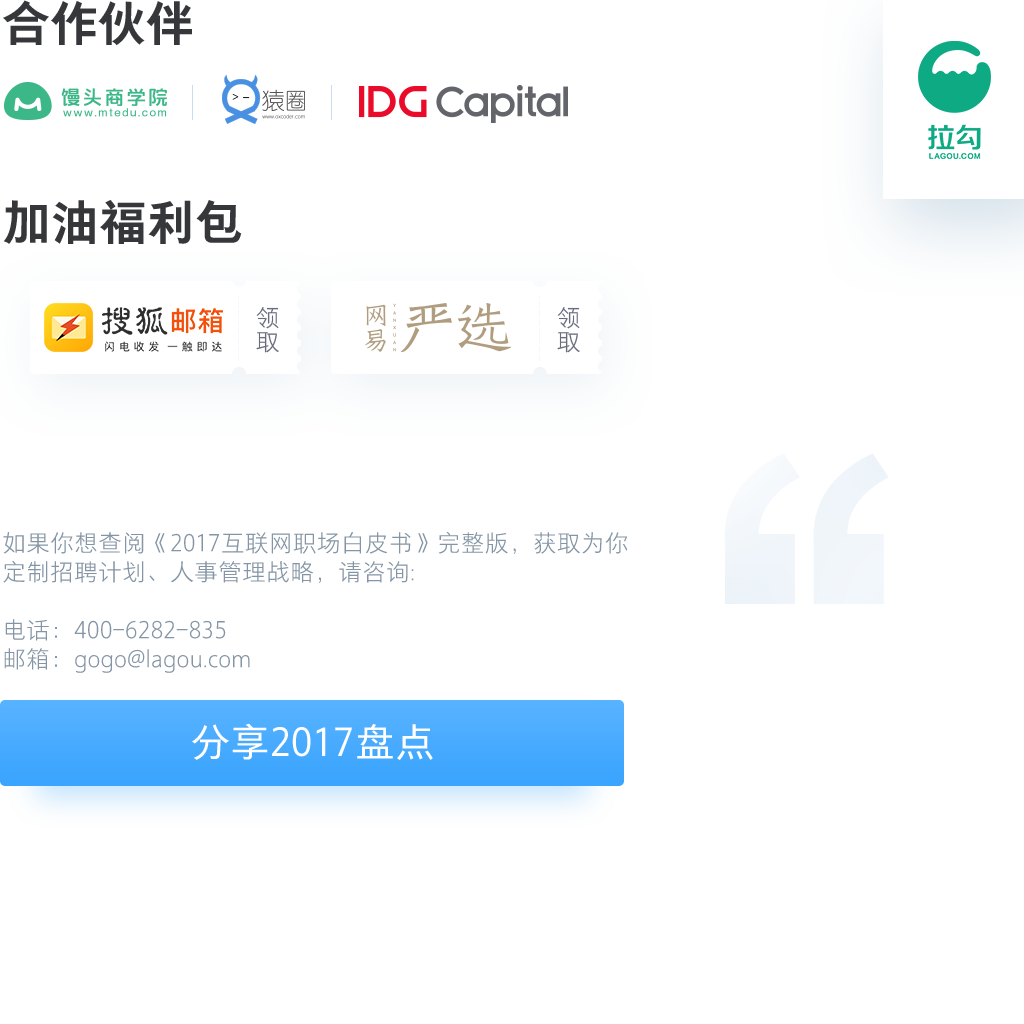 合作伙伴
馒头商学院
www.mtedu.com
猿圈
www.oxcoder.com
IDG Capital
拉勾
LAGOU.COM
加油福利包
搜狐邮箱
闪电收发 一触即达
领取
网易
YANXUAN
严选
领取
如果你想查阅《2017互联网职场白皮书》完整版，获取为你
定制招聘计划、人事管理战略，请咨询:
电话：400-6282-835
邮箱：gogo@lagou.com
分享2017盘点